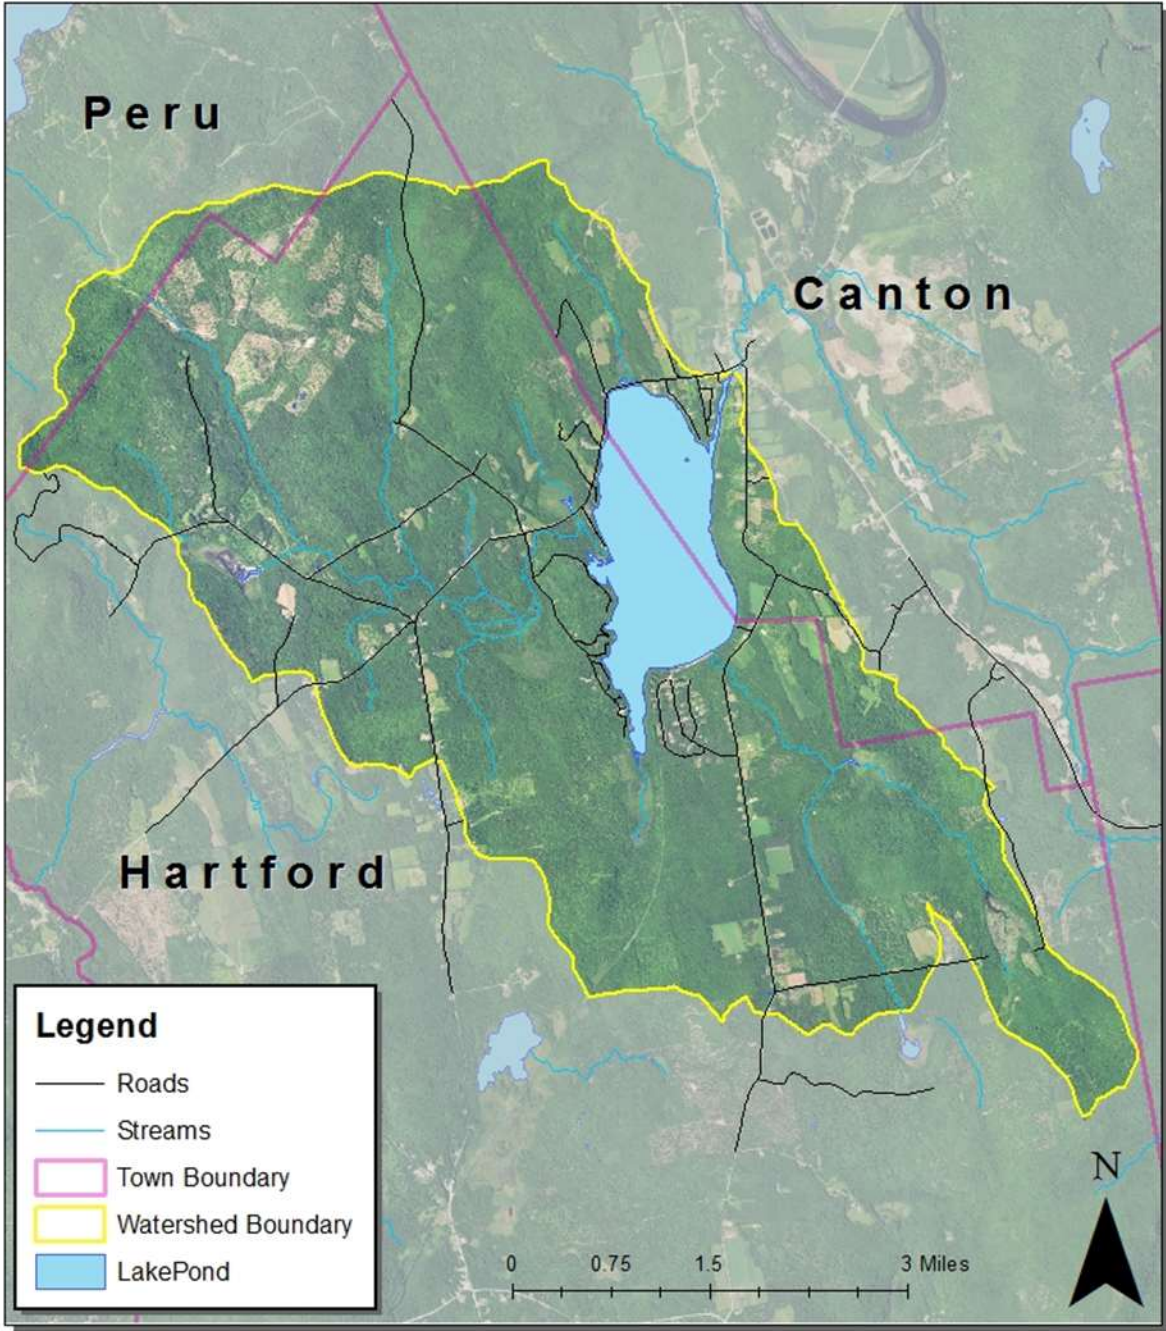 Peru
Canton
Hartford
Legend
Roads
Streams
Town Boundary
Watershed Boundary
LakePond
N
0 0.75 1.5 3 Miles